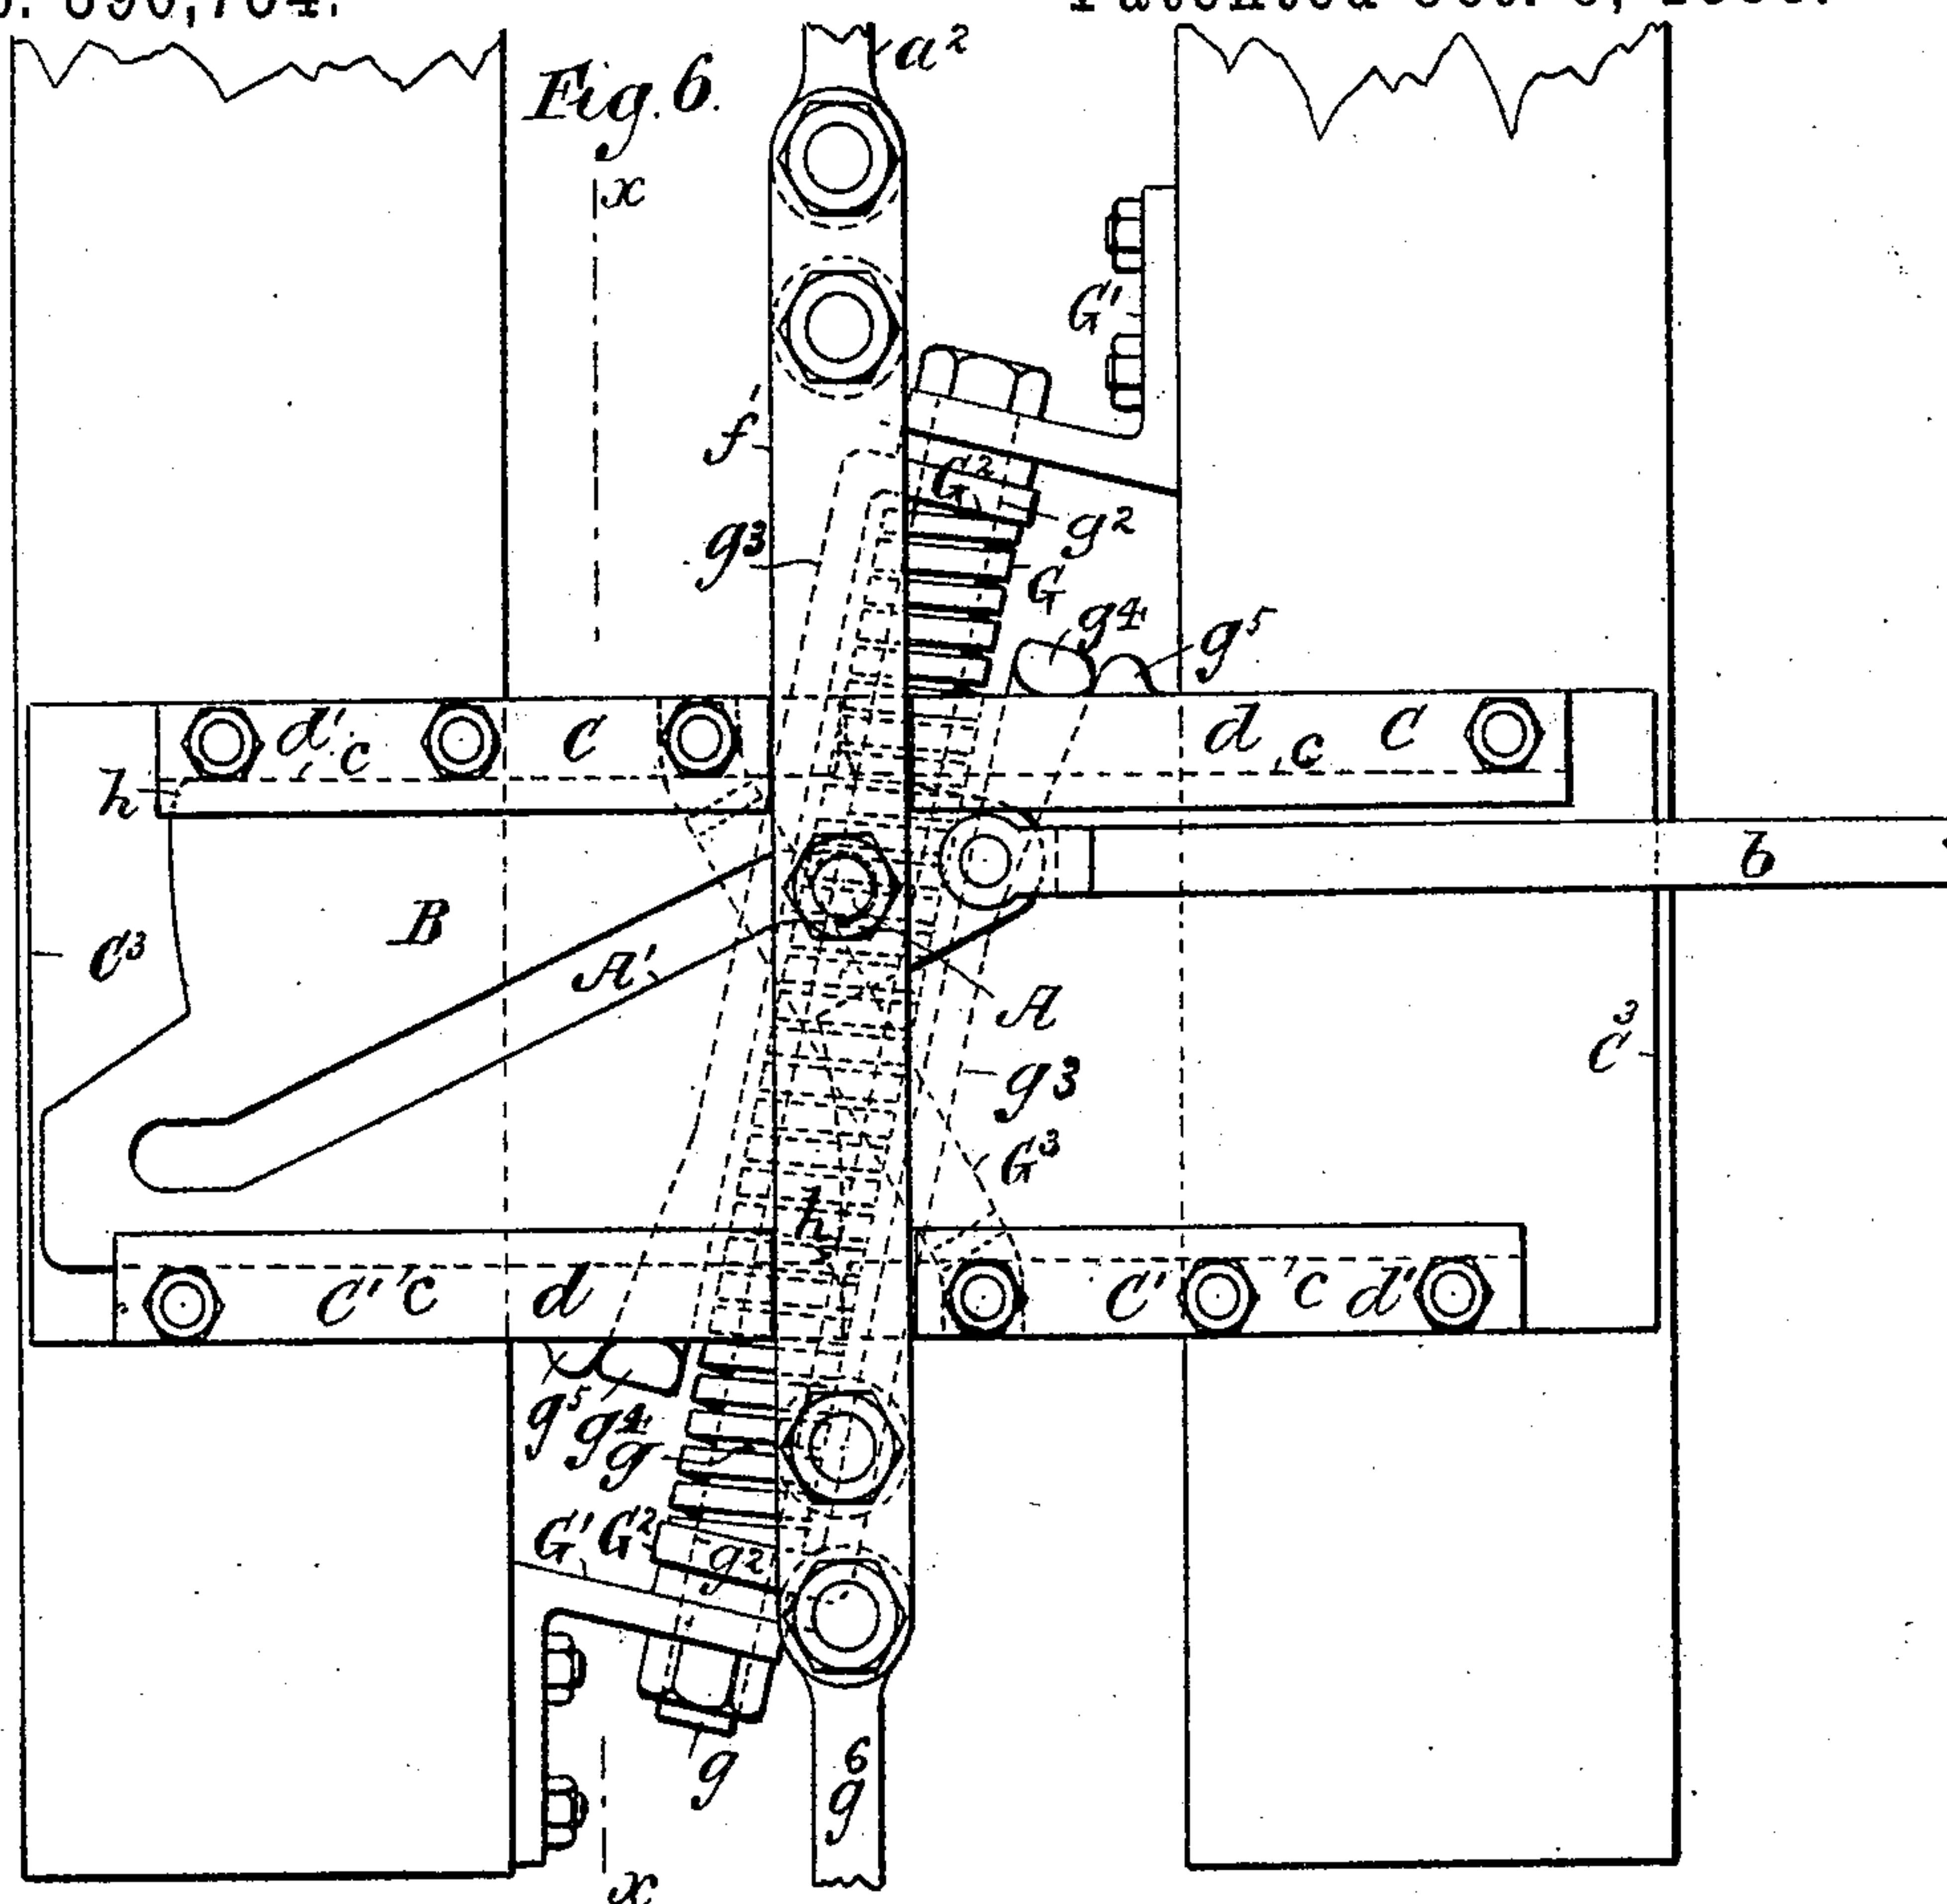 Fig. 6.
a²
x
G'
f'
G²
g²
g³
G
g⁴
g⁵
d' c
C
d c
C
h
b
B
C³
A'
A
C³
g³
G³
h
C' 'c
d
C'
'c d'
g⁵
g⁴
g
G' G²
g²
g
g⁶
x